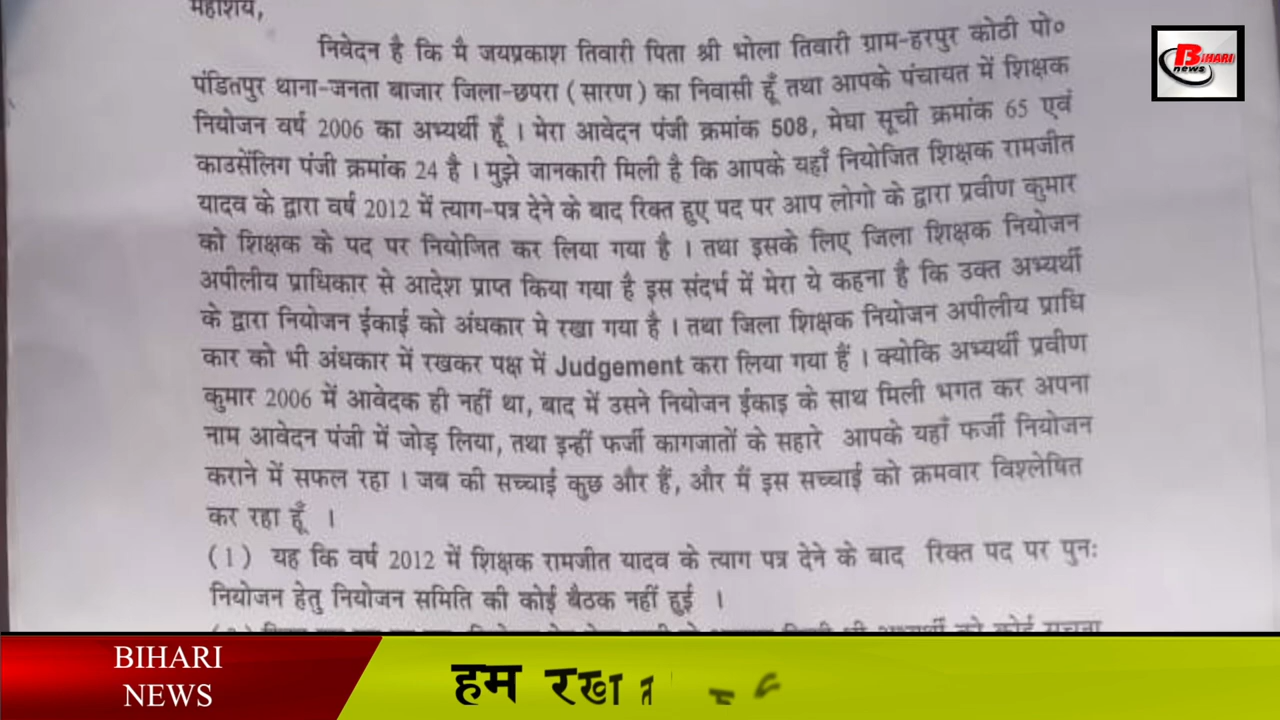 महाशय,
निवेदन है कि मै जयप्रकाश तिवारी पिता श्री भोला तिवारी ग्राम-हरपुर कोठी पो०
पंडितपुर थाना-जनता बाजार जिला-छपरा ( सारण ) का निवासी हूँ तथा आपके पंचायत में शिक्षक
नियोजन वर्ष 2006 का अभ्यर्थी हूँ । मेरा आवेदन पंजी क्रमांक 508, मेघा सूची क्रमांक 65 एवं
काउसेंलिग पंजी क्रमांक 24 है । मुझे जानकारी मिली है कि आपके यहाँ नियोजित शिक्षक रामजीत
यादव के द्वारा वर्ष 2012 में त्याग-पत्र देने के बाद रिक्त हुए पद पर आप लोगो के द्वारा प्रवीण कुमार
को शिक्षक के पद पर नियोजित कर लिया गया है । तथा इसके लिए जिला शिक्षक नियोजन
अपीलीय प्राधिकार से आदेश प्राप्त किया गया है इस संदर्भ में मेरा ये कहना है कि उक्त अभ्यर्थी
के द्वारा नियोजन ईकाई को अंधकार मे रखा गया है । तथा जिला शिक्षक नियोजन अपीलीय प्राधि
कार को भी अंधकार में रखकर पक्ष में Judgement करा लिया गया हैं । क्योकि अभ्यर्थी प्रवीण
कुमार 2006 में आवेदक ही नहीं था, बाद में उसने नियोजन ईकाइ के साथ मिली भगत कर अपना
नाम आवेदन पंजी में जोड़ लिया, तथा इन्हीं फर्जी कागजातों के सहारे आपके यहाँ फर्जी नियोजन
कराने में सफल रहा । जब की सच्चाई कुछ और हैं, और मैं इस सच्चाई को क्रमवार विश्लेषित
कर रहा हूँ ।
(1) यह कि वर्ष 2012 में शिक्षक रामजीत यादव के त्याग पत्र देने के बाद रिक्त पद पर पुनः
नियोजन हेतु नियोजन समिति की कोई बैठक नहीं हुई ।
BIHARI
news
BIHARI
NEWS
हम रखा त